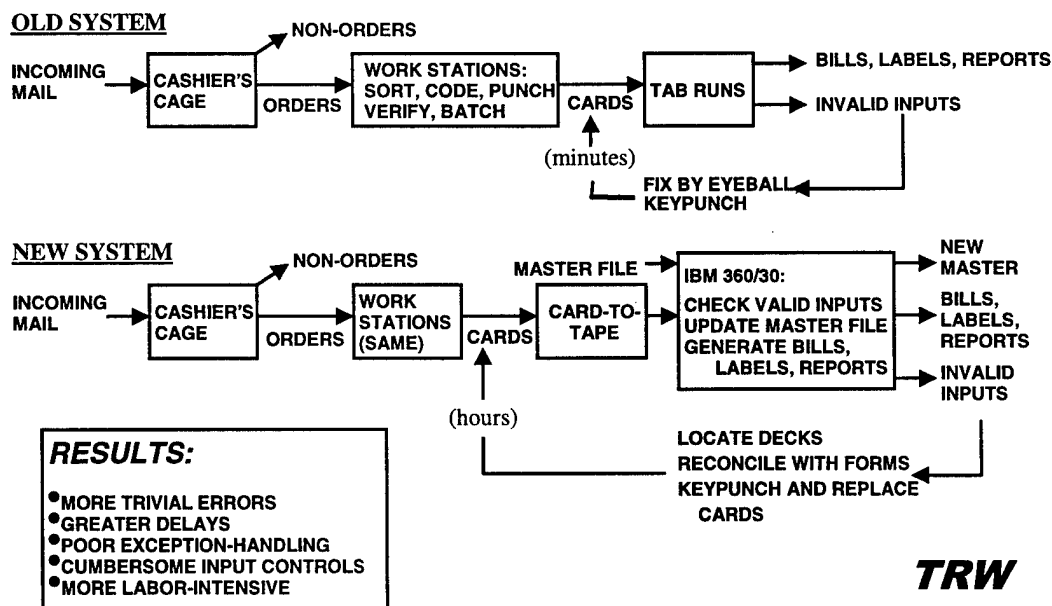 OLD SYSTEM
NON-ORDERS
INCOMING
MAIL
CASHIER'S
CAGE
ORDERS
WORK STATIONS:
SORT, CODE, PUNCH
VERIFY, BATCH
CARDS
TAB RUNS
BILLS, LABELS, REPORTS
INVALID INPUTS
(minutes)
FIX BY EYEBALL
KEYPUNCH
NEW SYSTEM
NON-ORDERS
INCOMING
MAIL
CASHIER'S
CAGE
ORDERS
WORK
STATIONS
(SAME)
CARDS
MASTER FILE
CARD-TO-
TAPE
IBM 360/30:
CHECK VALID INPUTS
UPDATE MASTER FILE
GENERATE BILLS,
LABELS, REPORTS
NEW
MASTER
BILLS,
LABELS,
REPORTS
INVALID
INPUTS
(hours)
LOCATE DECKS
RECONCILE WITH FORMS
KEYPUNCH AND REPLACE
CARDS
RESULTS:
●MORE TRIVIAL ERRORS
●GREATER DELAYS
●POOR EXCEPTION-HANDLING
●CUMBERSOME INPUT CONTROLS
●MORE LABOR-INTENSIVE
TRW